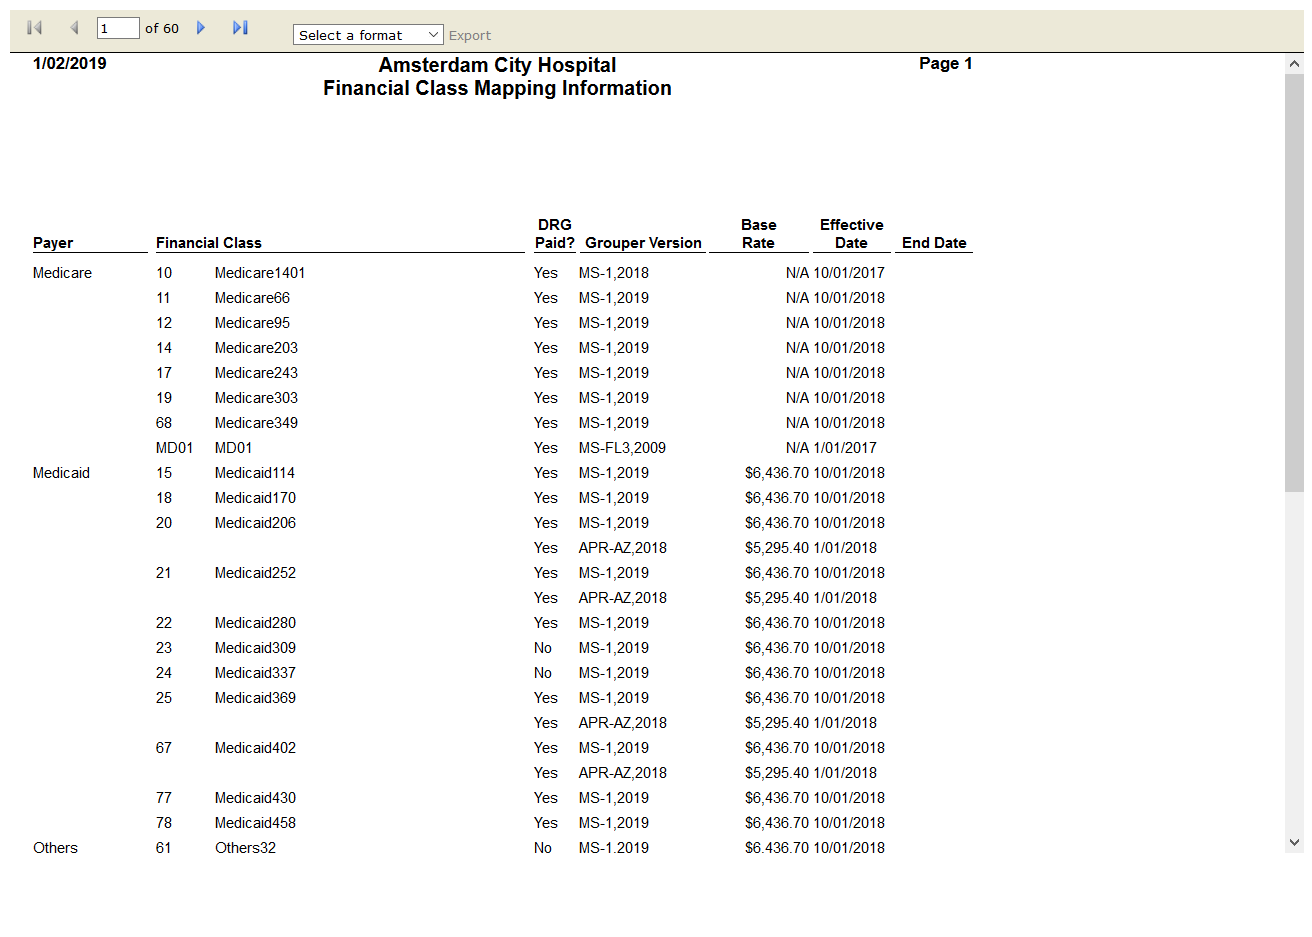 1 of 60 Select a format Export
1/02/2019 Amsterdam City Hospital Page 1
Financial Class Mapping Information
DRG Base Effective
Payer Financial Class Paid? Grouper Version Rate Date End Date
Medicare 10 Medicare1401 Yes MS-1,2018 N/A 10/01/2017
11 Medicare66 Yes MS-1,2019 N/A 10/01/2018
12 Medicare95 Yes MS-1,2019 N/A 10/01/2018
14 Medicare203 Yes MS-1,2019 N/A 10/01/2018
17 Medicare243 Yes MS-1,2019 N/A 10/01/2018
19 Medicare303 Yes MS-1,2019 N/A 10/01/2018
68 Medicare349 Yes MS-1,2019 N/A 10/01/2018
MD01 MD01 Yes MS-FL3,2009 N/A 1/01/2017
Medicaid 15 Medicaid114 Yes MS-1,2019 $6,436.70 10/01/2018
18 Medicaid170 Yes MS-1,2019 $6,436.70 10/01/2018
20 Medicaid206 Yes MS-1,2019 $6,436.70 10/01/2018
Yes APR-AZ,2018 $5,295.40 1/01/2018
21 Medicaid252 Yes MS-1,2019 $6,436.70 10/01/2018
Yes APR-AZ,2018 $5,295.40 1/01/2018
22 Medicaid280 Yes MS-1,2019 $6,436.70 10/01/2018
23 Medicaid309 No MS-1,2019 $6,436.70 10/01/2018
24 Medicaid337 No MS-1,2019 $6,436.70 10/01/2018
25 Medicaid369 Yes MS-1,2019 $6,436.70 10/01/2018
Yes APR-AZ,2018 $5,295.40 1/01/2018
67 Medicaid402 Yes MS-1,2019 $6,436.70 10/01/2018
Yes APR-AZ,2018 $5,295.40 1/01/2018
77 Medicaid430 Yes MS-1,2019 $6,436.70 10/01/2018
78 Medicaid458 Yes MS-1,2019 $6,436.70 10/01/2018
Others 61 Others32 No MS-1,2019 $6,436.70 10/01/2018